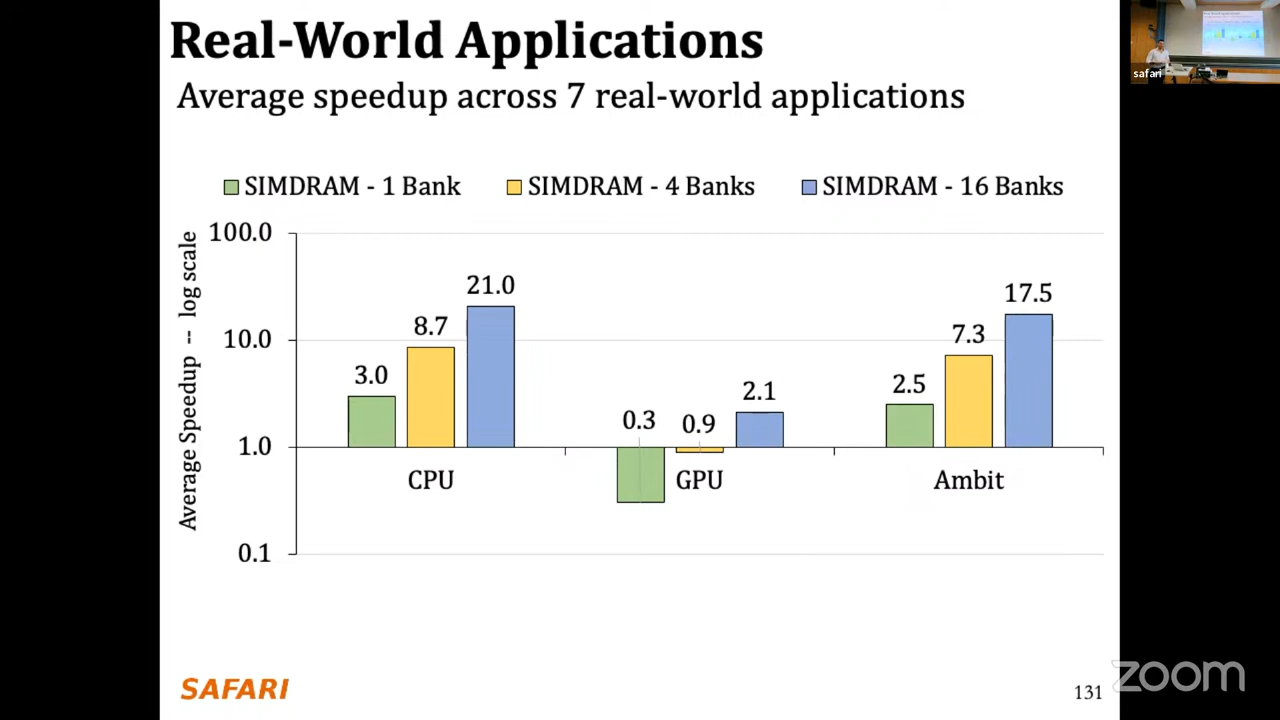 Real-World Applications
Average speedup across 7 real-world applications
SIMDRAM - 1 Bank
SIMDRAM - 4 Banks
SIMDRAM - 16 Banks
Average Speedup -- log scale
100.0
10.0
1.0
0.1
3.0
8.7
21.0
0.3
0.9
2.1
2.5
7.3
17.5
CPU
GPU
Ambit
SAFARI
131
zoom
safari